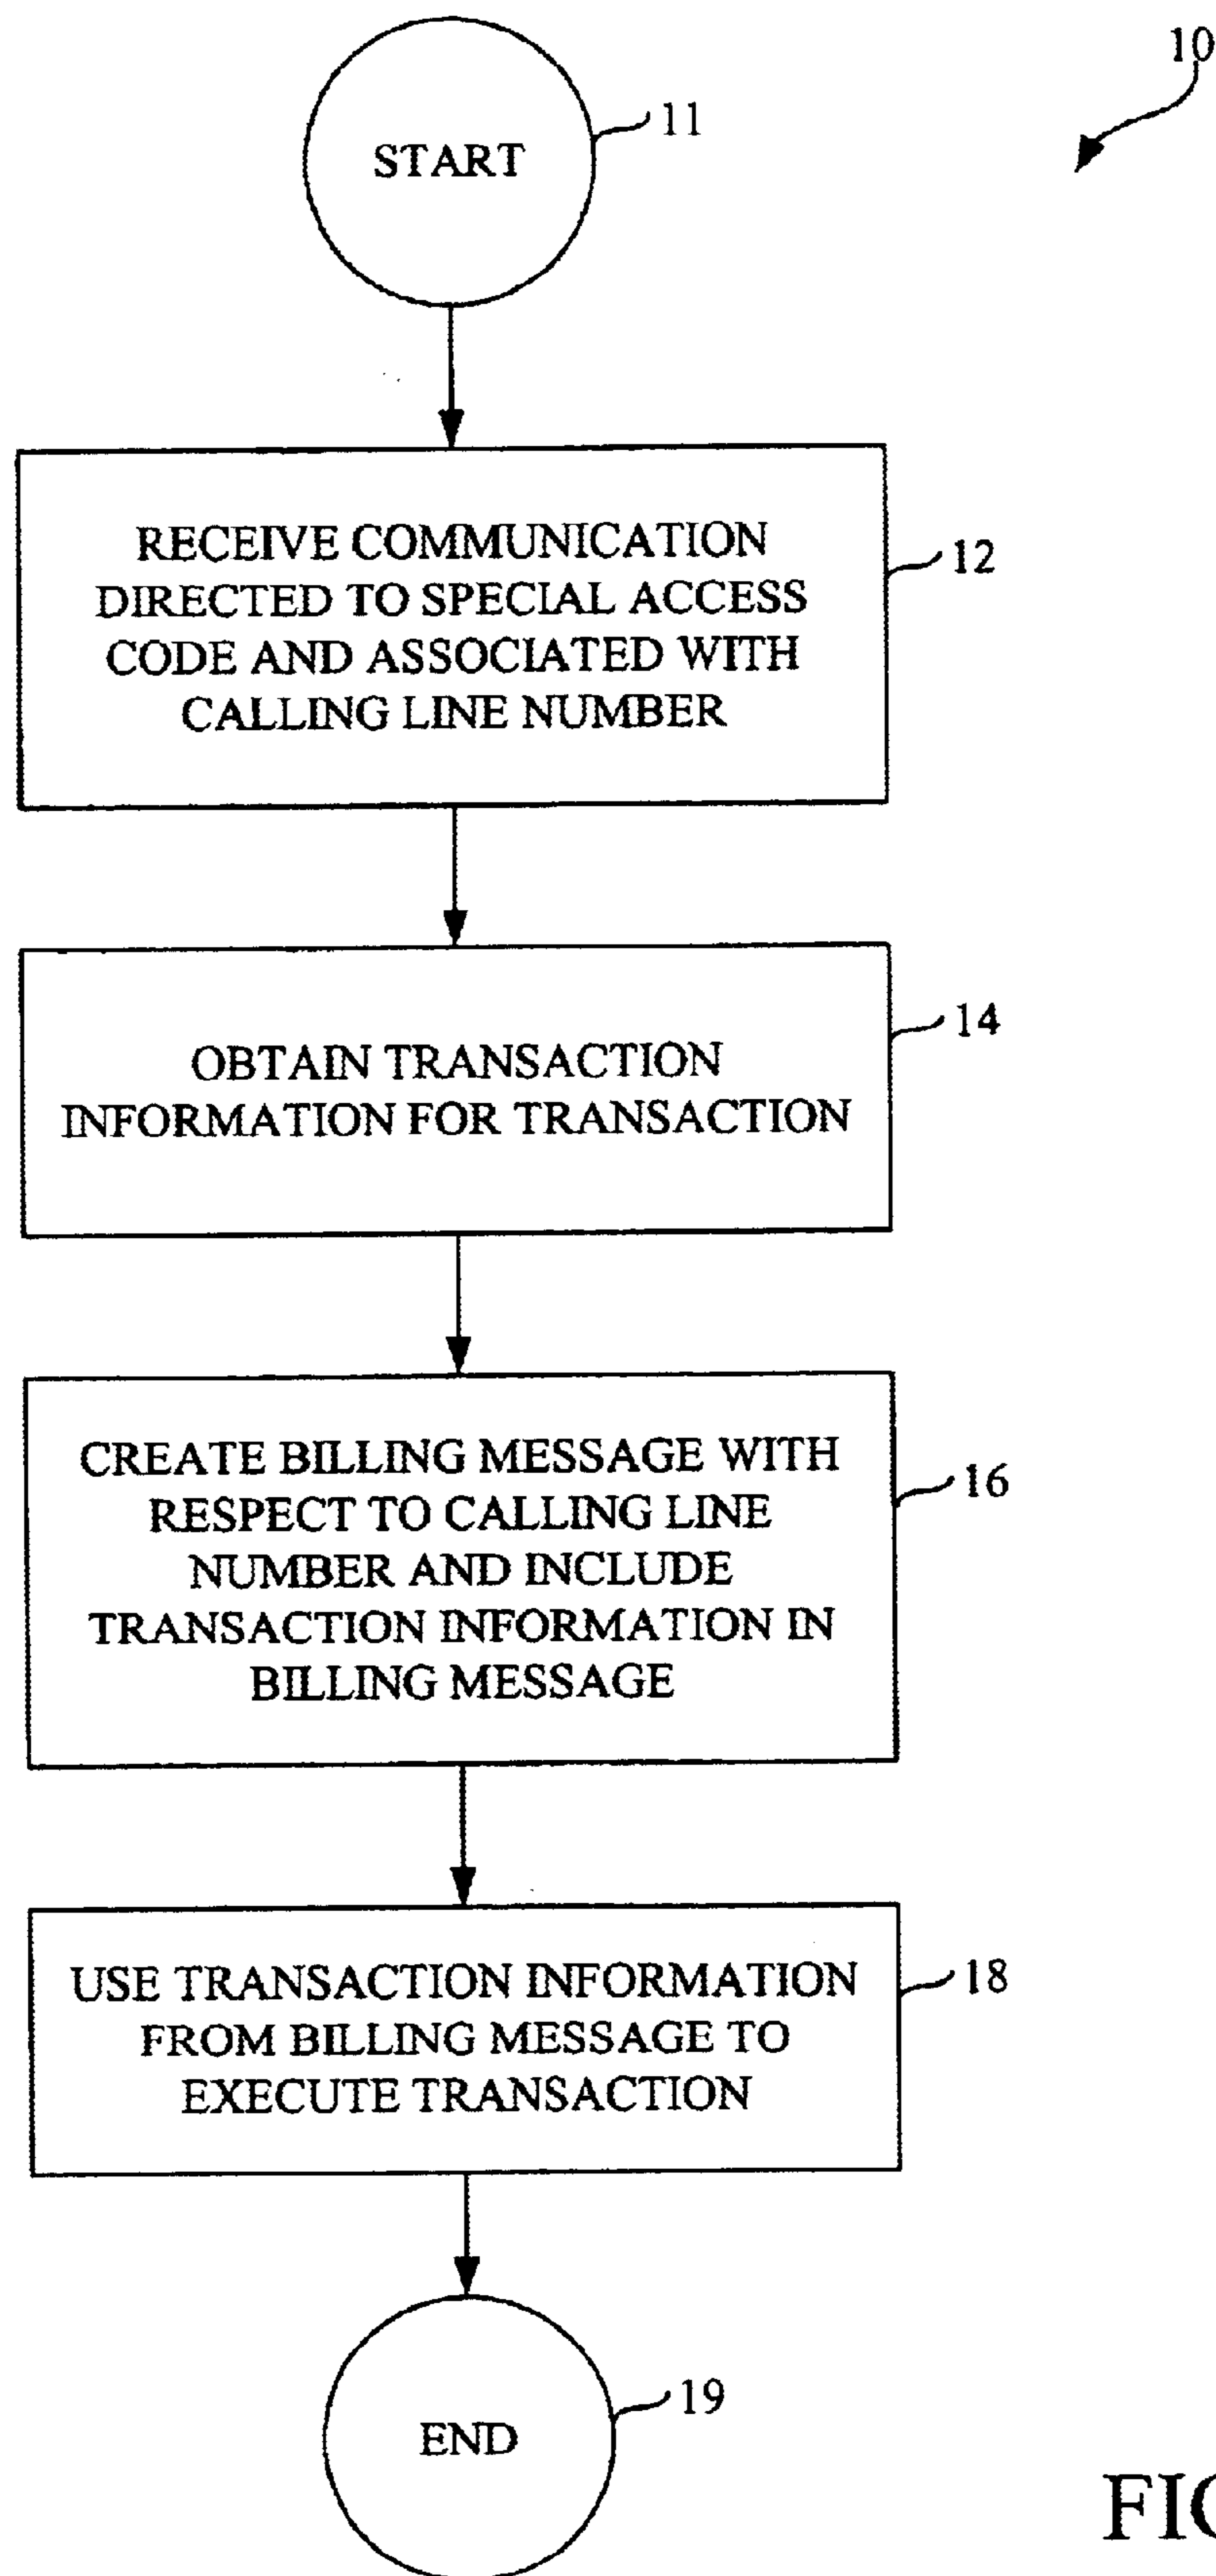 10
START
11
RECEIVE COMMUNICATION
DIRECTED TO SPECIAL ACCESS
CODE AND ASSOCIATED WITH
CALLING LINE NUMBER
12
OBTAIN TRANSACTION
INFORMATION FOR TRANSACTION
14
CREATE BILLING MESSAGE WITH
RESPECT TO CALLING LINE
NUMBER AND INCLUDE
TRANSACTION INFORMATION IN
BILLING MESSAGE
16
USE TRANSACTION INFORMATION
FROM BILLING MESSAGE TO
EXECUTE TRANSACTION
18
END
19